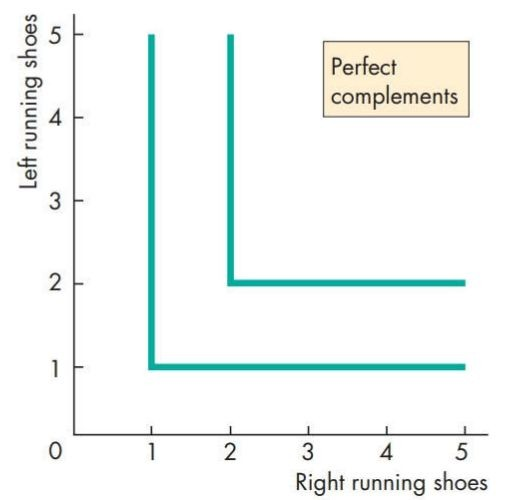 Left running shoes
5
4
3
2
1
0
Perfect
complements
1 2 3 4 5
Right running shoes